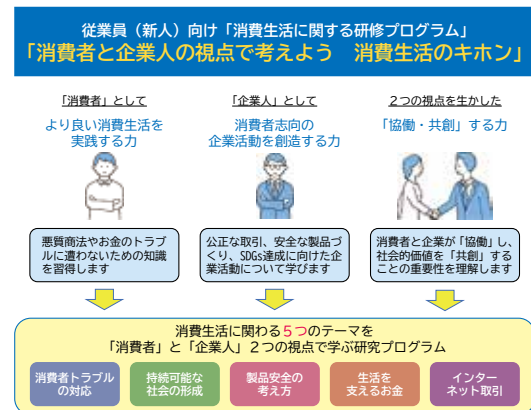 従業員（新人）向け「消費生活に関する研修プログラム」
「消費者と企業人の視点で考えよう　消費生活のキホン」
「消費者」として
より良い消費生活を
実践する力
「企業人」として
消費者志向の
企業活動を創造する力
２つの視点を生かした
「協働・共創」する力
悪質商法やお金のトラブ
ルに遭わないための知識
を習得します
公正な取引、安全な製品づ
くり、SDGs達成に向けた企
業活動について学びます
消費者と企業が「協働」し、
社会的価値を「共創」する
ことの重要性を理解します
消費生活に関わる５つのテーマを
「消費者」と「企業人」２つの視点で学ぶ研究プログラム
消費者トラブル
の対応
持続可能な
社会の形成
製品安全の
考え方
生活を
支えるお金
インター
ネット取引